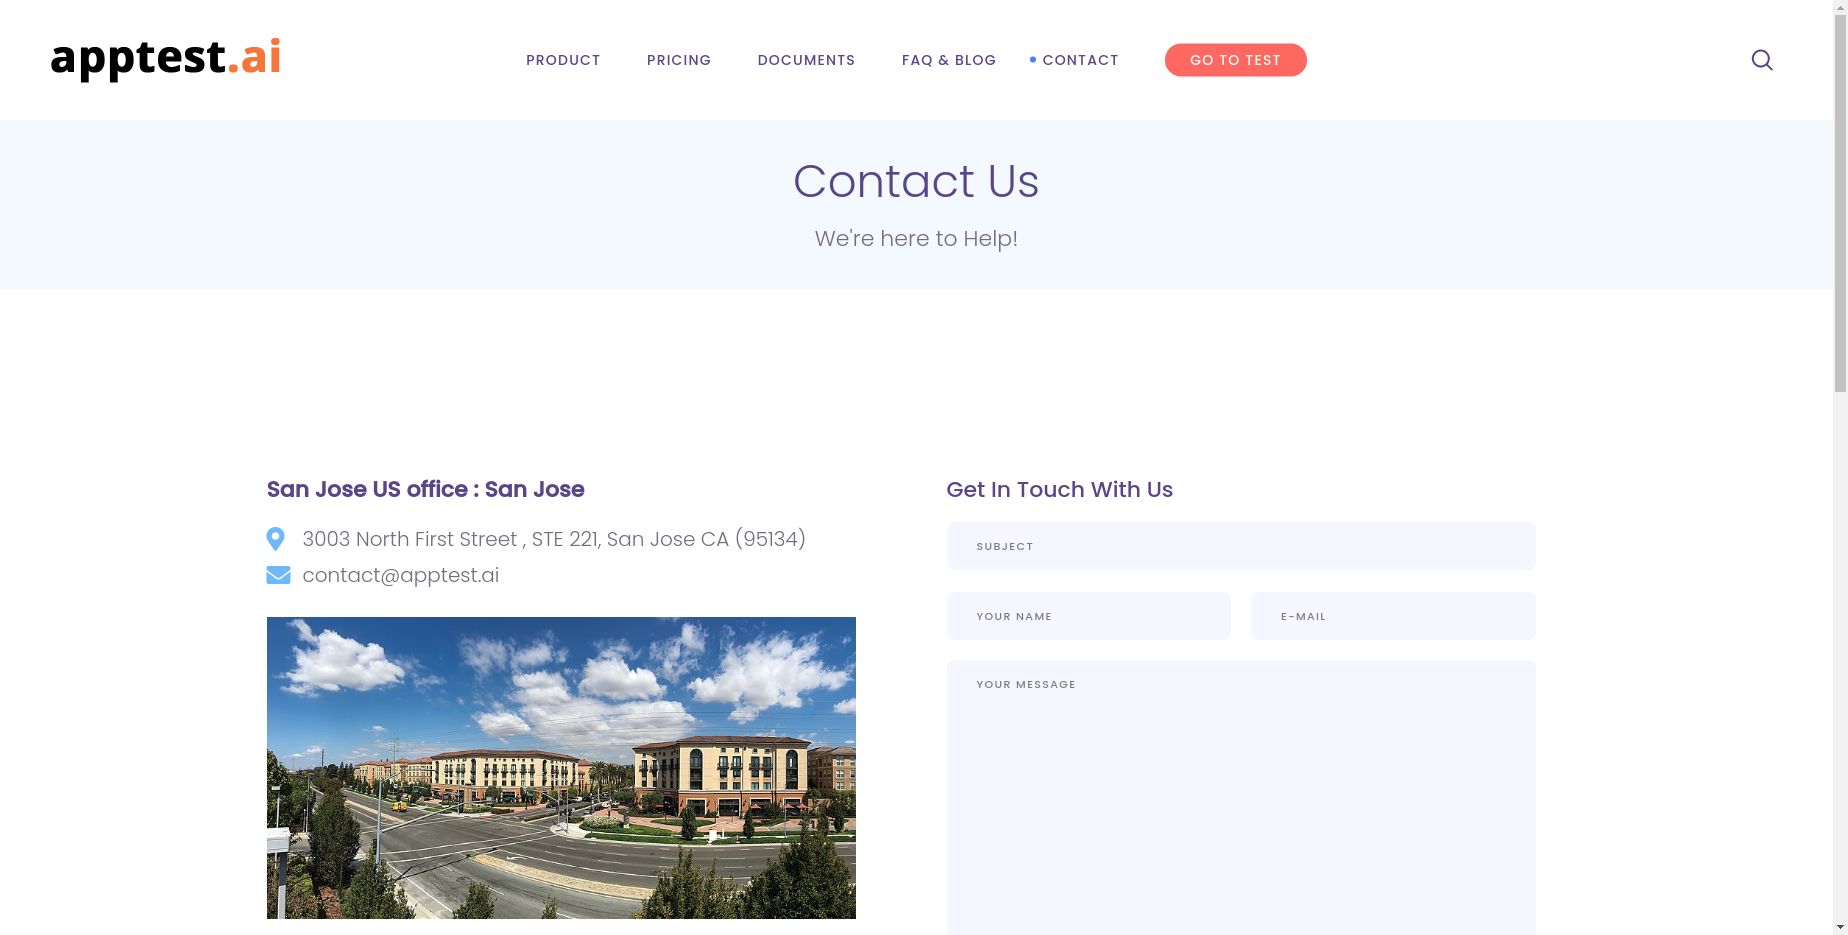 apptest.ai
PRODUCT
PRICING
DOCUMENTS
FAQ & BLOG
CONTACT
GO TO TEST
Contact Us
We're here to Help!
San Jose US office : San Jose
3003 North First Street , STE 221, San Jose CA (95134)
contact@apptest.ai
Get In Touch With Us
SUBJECT
YOUR NAME
E-MAIL
YOUR MESSAGE